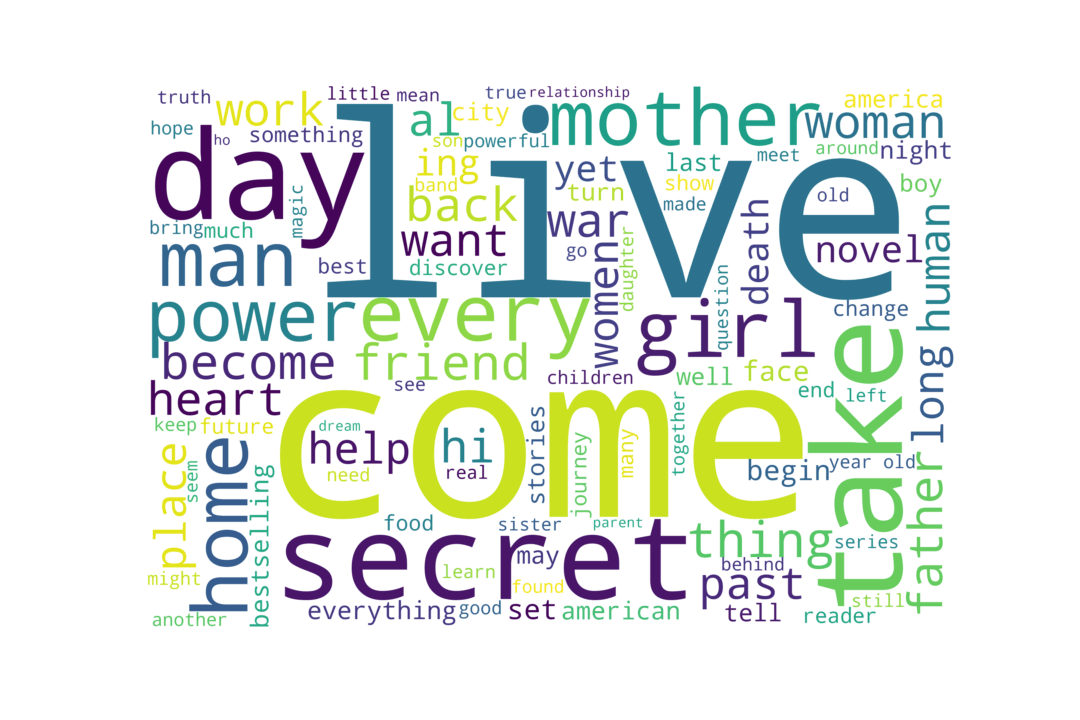 truth
work
little
mean
true
relationship
america
hope
ho
something
al
city
mother
woman
day
live
son
powerful
ing
yet
last
meet
around
night
band
turn
show
boy
magic
back
made
old
bring
much
want
war
death
novel
man
best
discover
go
women
daughter
question
human
power
every
girl
change
become
friend
see
children
well
face
end
left
take
long
heart
come
keep
future
dream
help
hi
stories
journey
many
together
begin
year old
place
seem
home
need
real
bestselling
food
sister
parent
thing
series
father
secret
may
behind
might
learn
found
past
still
another
everything
good
set
american
tell
reader